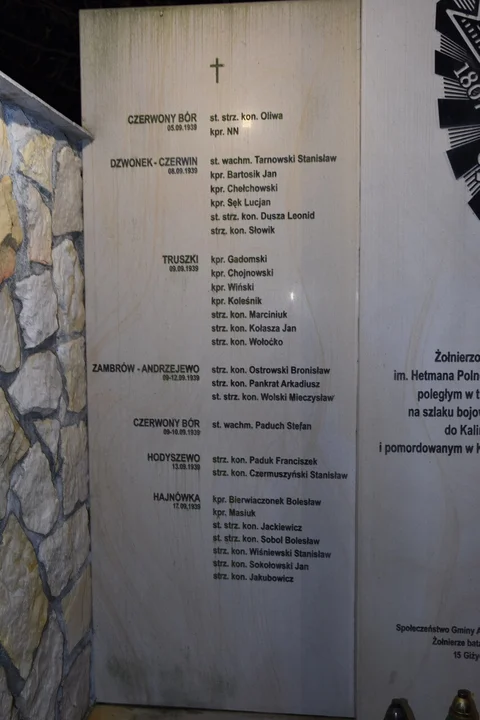 CZERWONY BÓR st. strz. kon. Oliwa
05.09.1939 kpr. NN
DZWONEK - CZERWIN st. wachm. Tarnowski Stanisław
08.09.1939 kpr. Bartosik Jan
kpr. Chełchowski
kpr. Sęk Lucjan
st. strz. kon. Dusza Leonid
strz. kon. Słowik
TRUSZKI kpr. Gadomski
09.09.1939 kpr. Chojnowski
kpr. Wiński
kpr. Koleśnik
strz. kon. Marciniuk
strz. kon. Kołasza Jan
strz. kon. Wołoćko
ZAMBRÓW - ANDRZEJEWO strz. kon. Ostrowski Bronisław
09-12.09.1939 strz. kon. Pankrat Arkadiusz
st. strz. kon. Wolski Mieczysław
CZERWONY BÓR st. wachm. Paduch Stefan
09-10.09.1939
HODYSZEWO strz. kon. Paduk Franciszek
13.09.1939 strz. kon. Czermuszyński Stanisław
HAJNÓWKA kpr. Bierwiaczonek Bolesław
17.09.1939 kpr. Masiuk
st. strz. kon. Jackiewicz
st. strz. kon. Soboł Bolesław
strz. kon. Wiśniewski Stanisław
strz. kon. Sokołowski Jan
strz. kon. Jakubowicz
1807
Żołnierzo
im. Hetmana Poln
poległym w t
na szlaku bojow
do Kali
i pomordowanym w K
Społeczeństwo Gminy A
Żołnierze bata
15 Giży